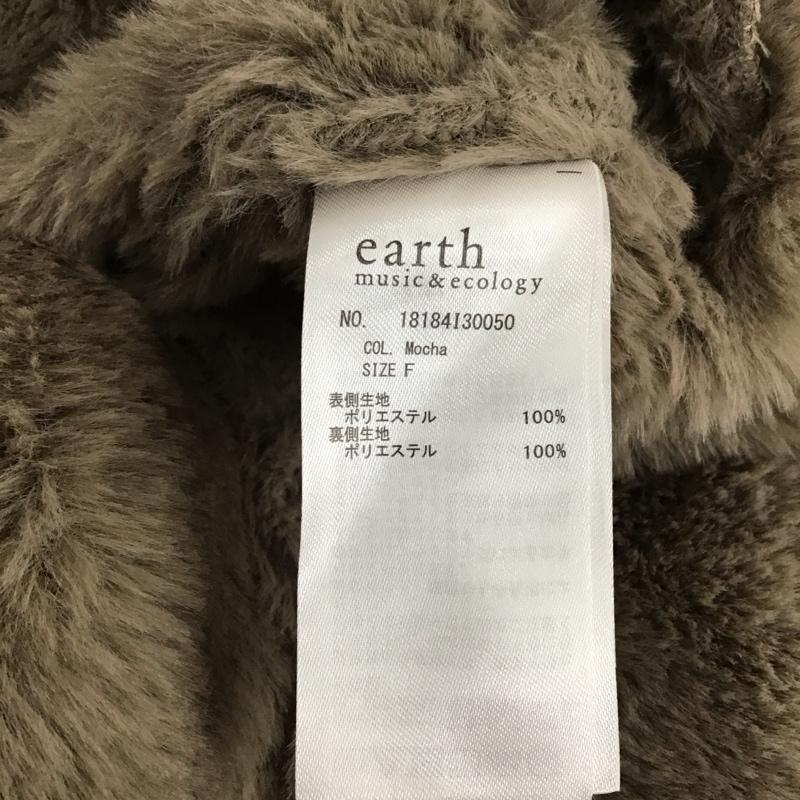 earth
music&ecology
NO. 18184I30050
COL. Mocha
SIZE F
表側生地
ポリエステル 100%
裏側生地
ポリエステル 100%